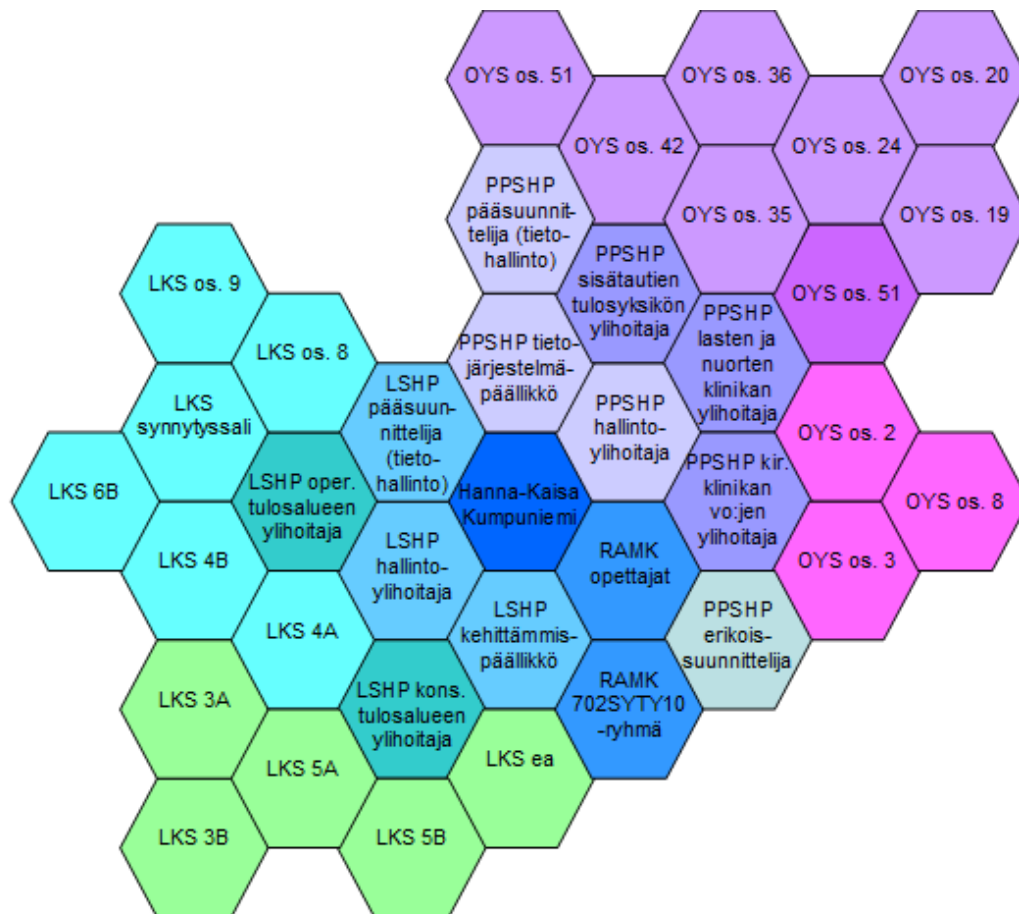 OYS os. 51
OYS os. 36
OYS os. 20
OYS os. 42
OYS os. 24
PPSHP
pääsuunnit-
telija (tieto-
hallinto)
OYS os. 35
OYS os. 19
LKS os. 9
PPSHP
sisätautien
tulosyksikön
ylihoitaja
OYS os. 51
LKS os. 8
PPSHP tieto-
järjestelmä-
päällikkö
PPSHP
lasten ja
nuorten
klinikan
ylihoitaja
LKS
synnytyssali
LSHP
pääsuun-
nittelija
(tieto-
hallinto)
PPSHP
hallinto-
ylihoitaja
OYS os. 2
LKS 6B
LSHP oper.
tulosalueen
ylihoitaja
Hanna-Kaisa
Kumpuniemi
PPSHP kir.
klinikan
vo:jen
ylihoitaja
OYS os. 8
LKS 4B
LSHP
hallinto-
ylihoitaja
RAMK
opettajat
OYS os. 3
LKS 4A
LSHP
kehittämmis-
päällikkö
PPSHP
erikois-
suunnittelija
LKS 3A
LSHP kons.
tulosalueen
ylihoitaja
RAMK
702SYTY10
-ryhmä
LKS 5A
LKS ea
LKS 3B
LKS 5B